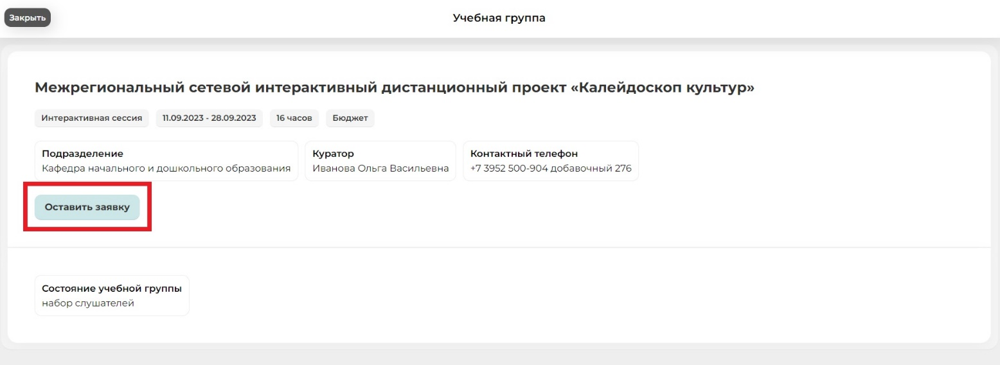 Закрыть
Учебная группа
Межрегиональный сетевой интерактивный дистанционный проект «Калейдоскоп культур»
Интерактивная сессия
11.09.2023 - 28.09.2023
16 часов
Бюджет
Подразделение
Кафедра начального и дошкольного образования
Куратор
Иванова Ольга Васильевна
Контактный телефон
+7 3952 500-904 добавочный 276
Оставить заявку
Состояние учебной группы
набор слушателей